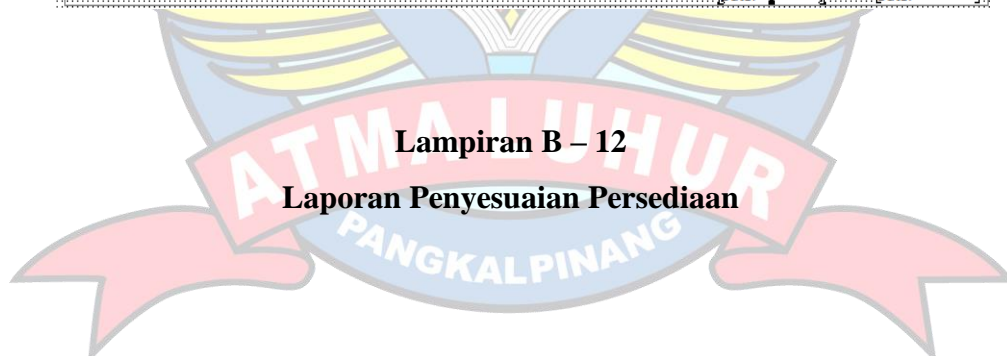 Lampiran B – 12
Laporan Penyesuaian Persediaan
ATMA LUHUR
PANGKALPINANG